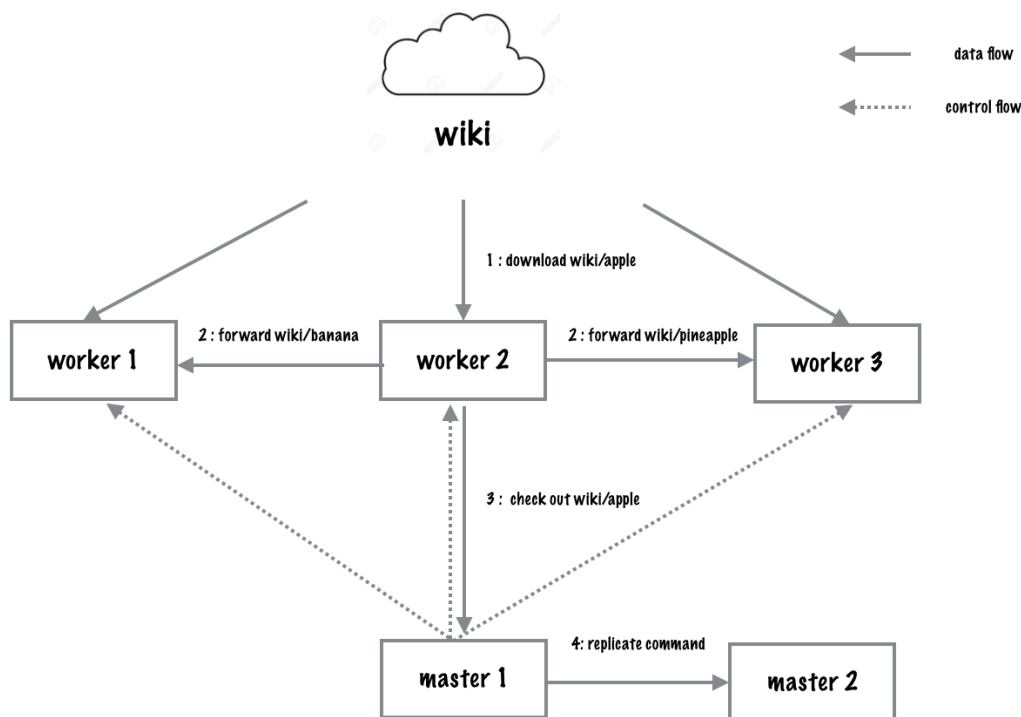 data flow
control flow
wiki
1 : download wiki/apple
2 : forward wiki/banana
2 : forward wiki/pineapple
worker 1
worker 2
worker 3
3 : check out wiki/apple
4: replicate command
master 1
master 2